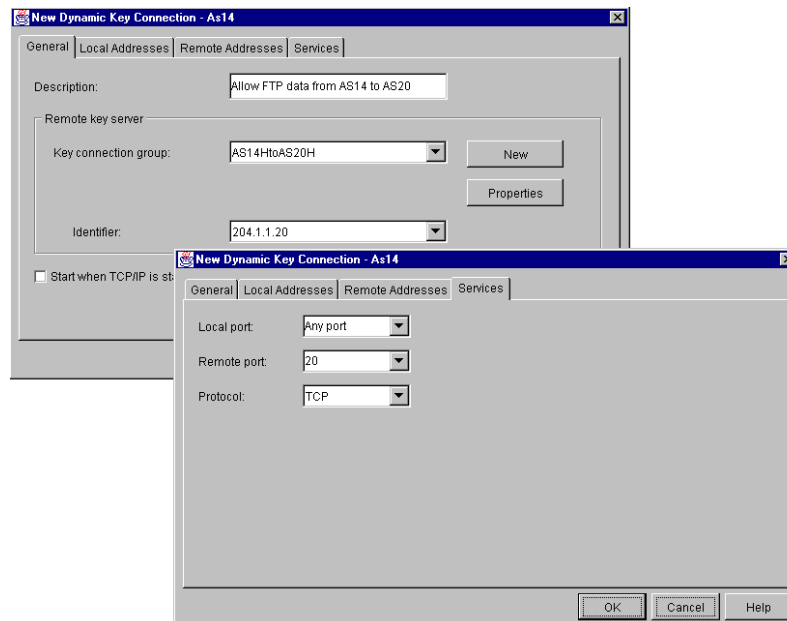 New Dynamic Key Connection - As14
General Local Addresses Remote Addresses Services
Description: Allow FTP data from AS14 to AS20
Remote key server
Key connection group: AS14HtoAS20H New
Properties
Identifier: 204.1.1.20
Start when TCP/IP is
New Dynamic Key Connection - As14
General Local Addresses Remote Addresses Services
Local port: Any port
Remote port: 20
Protocol: TCP
OK Cancel Help